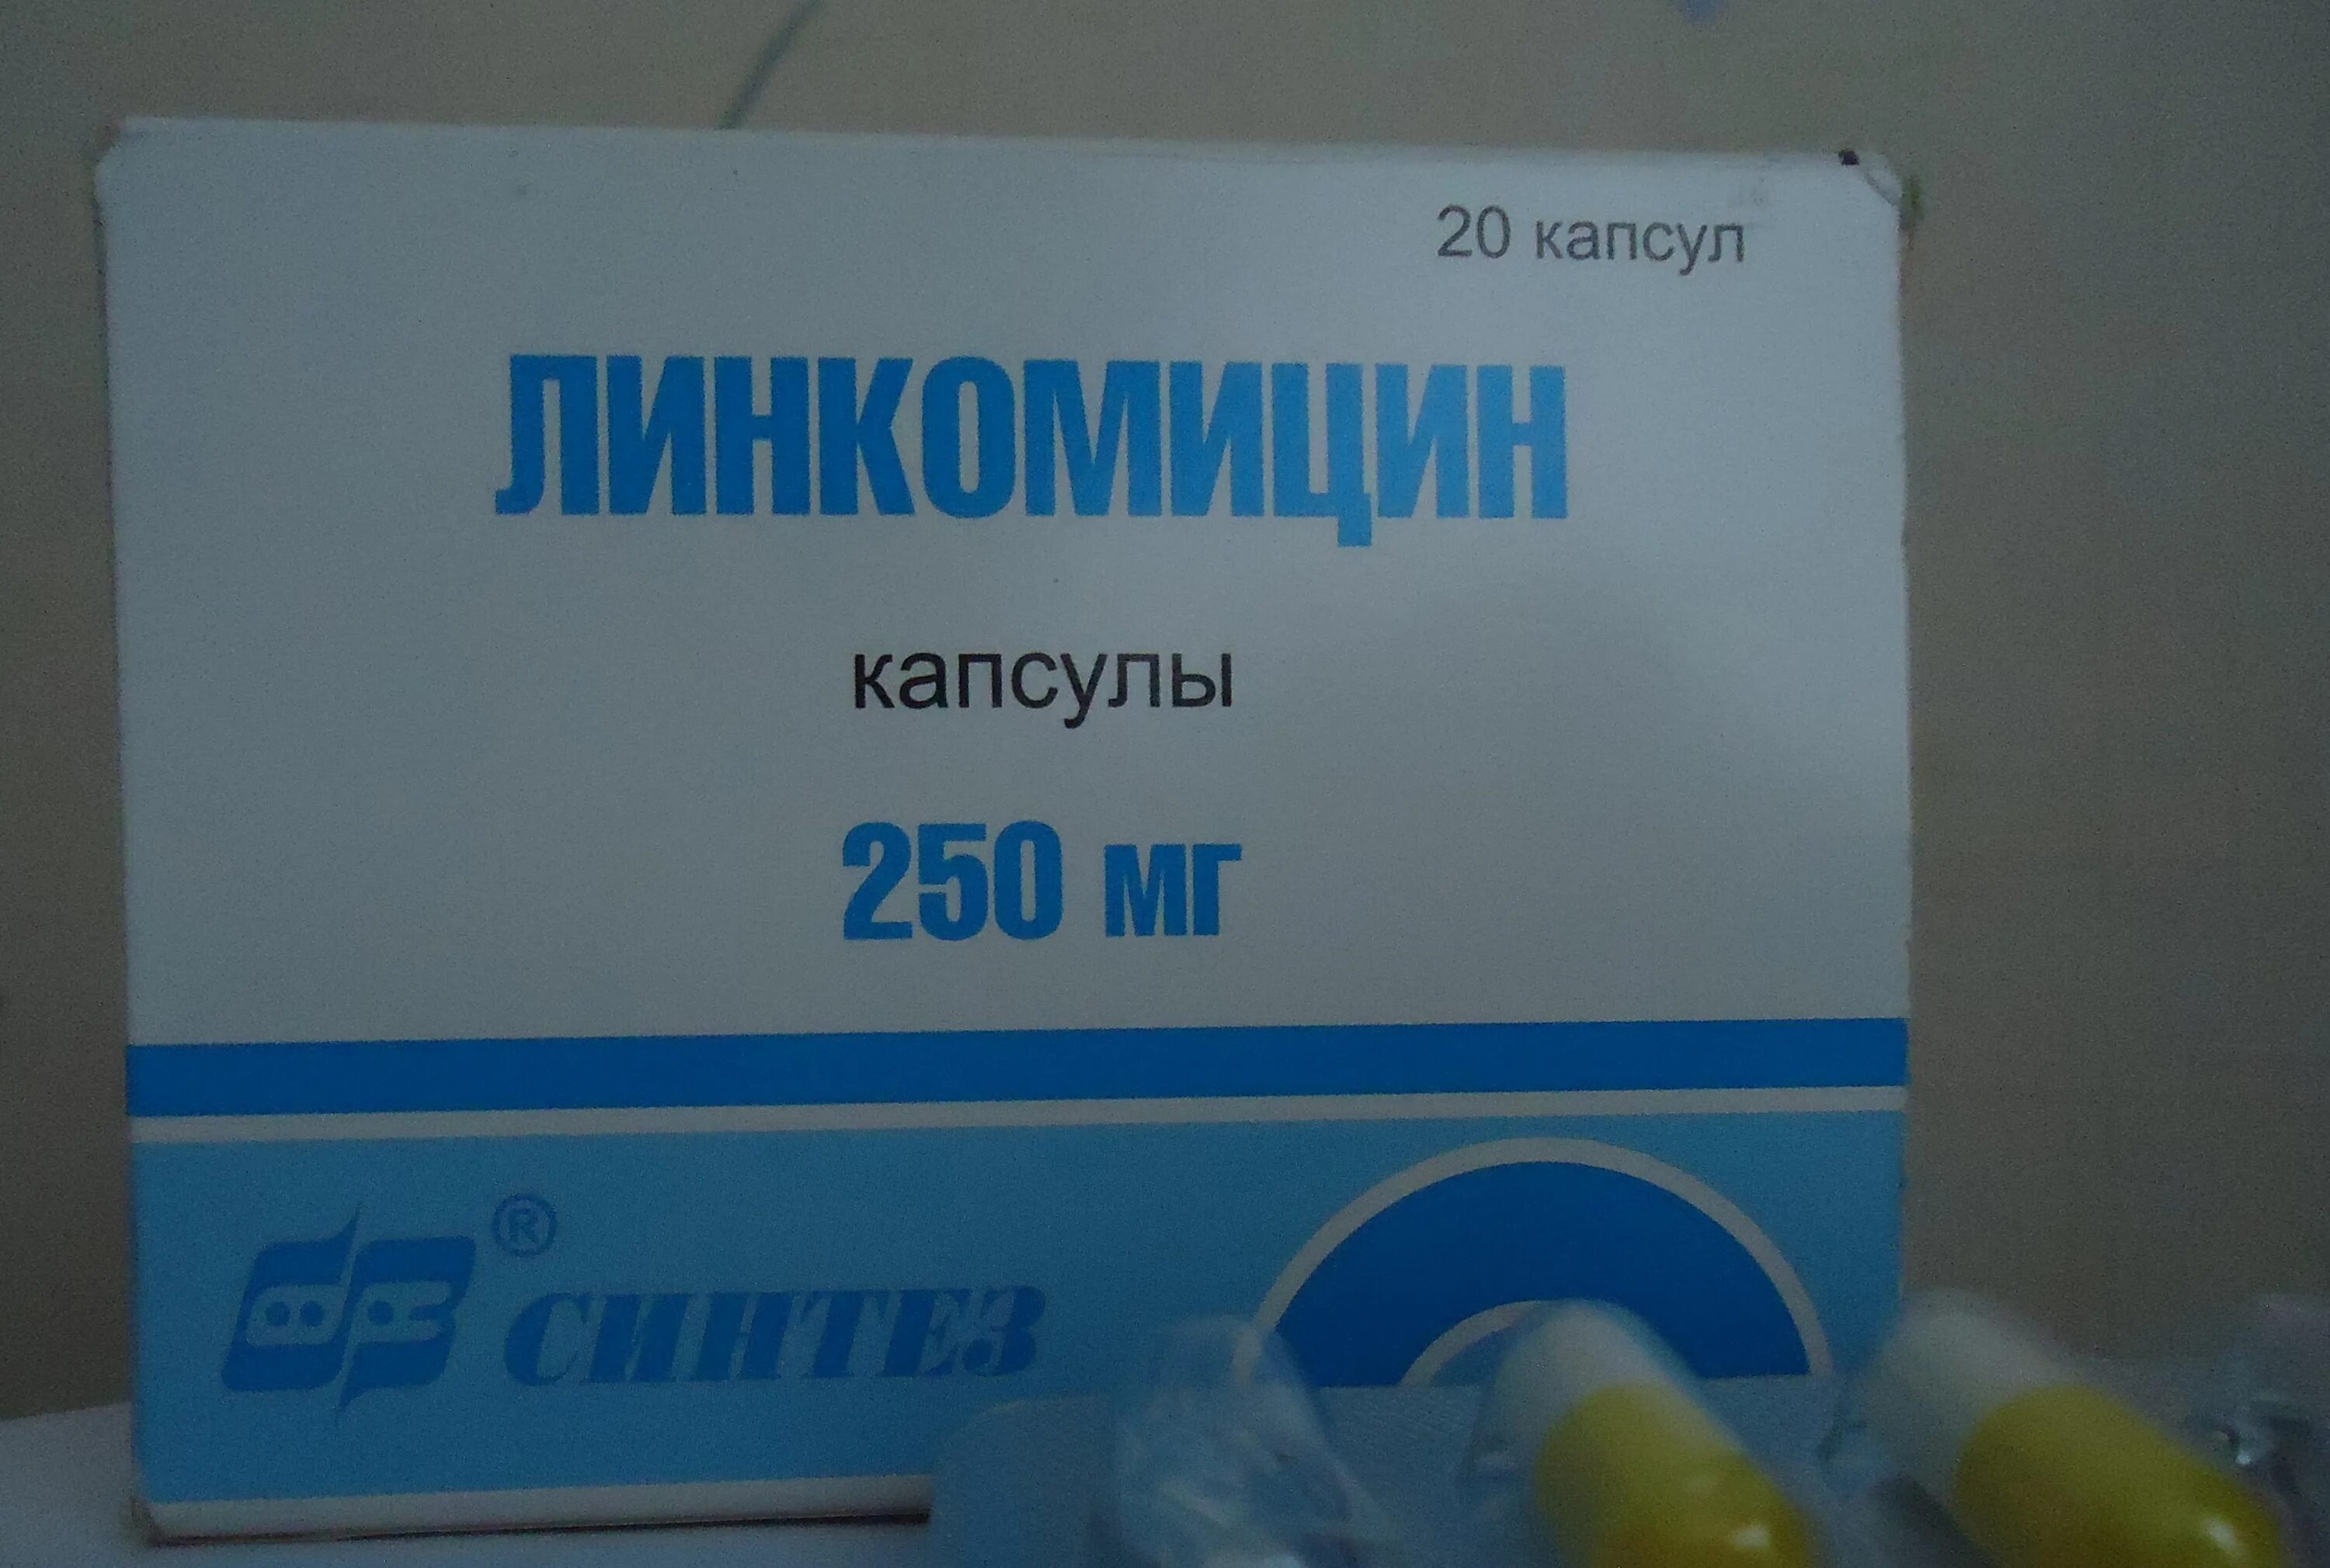 20 капсул
ЛИНКОМИЦИН
капсулы
250 мг
® СИНТЕЗ